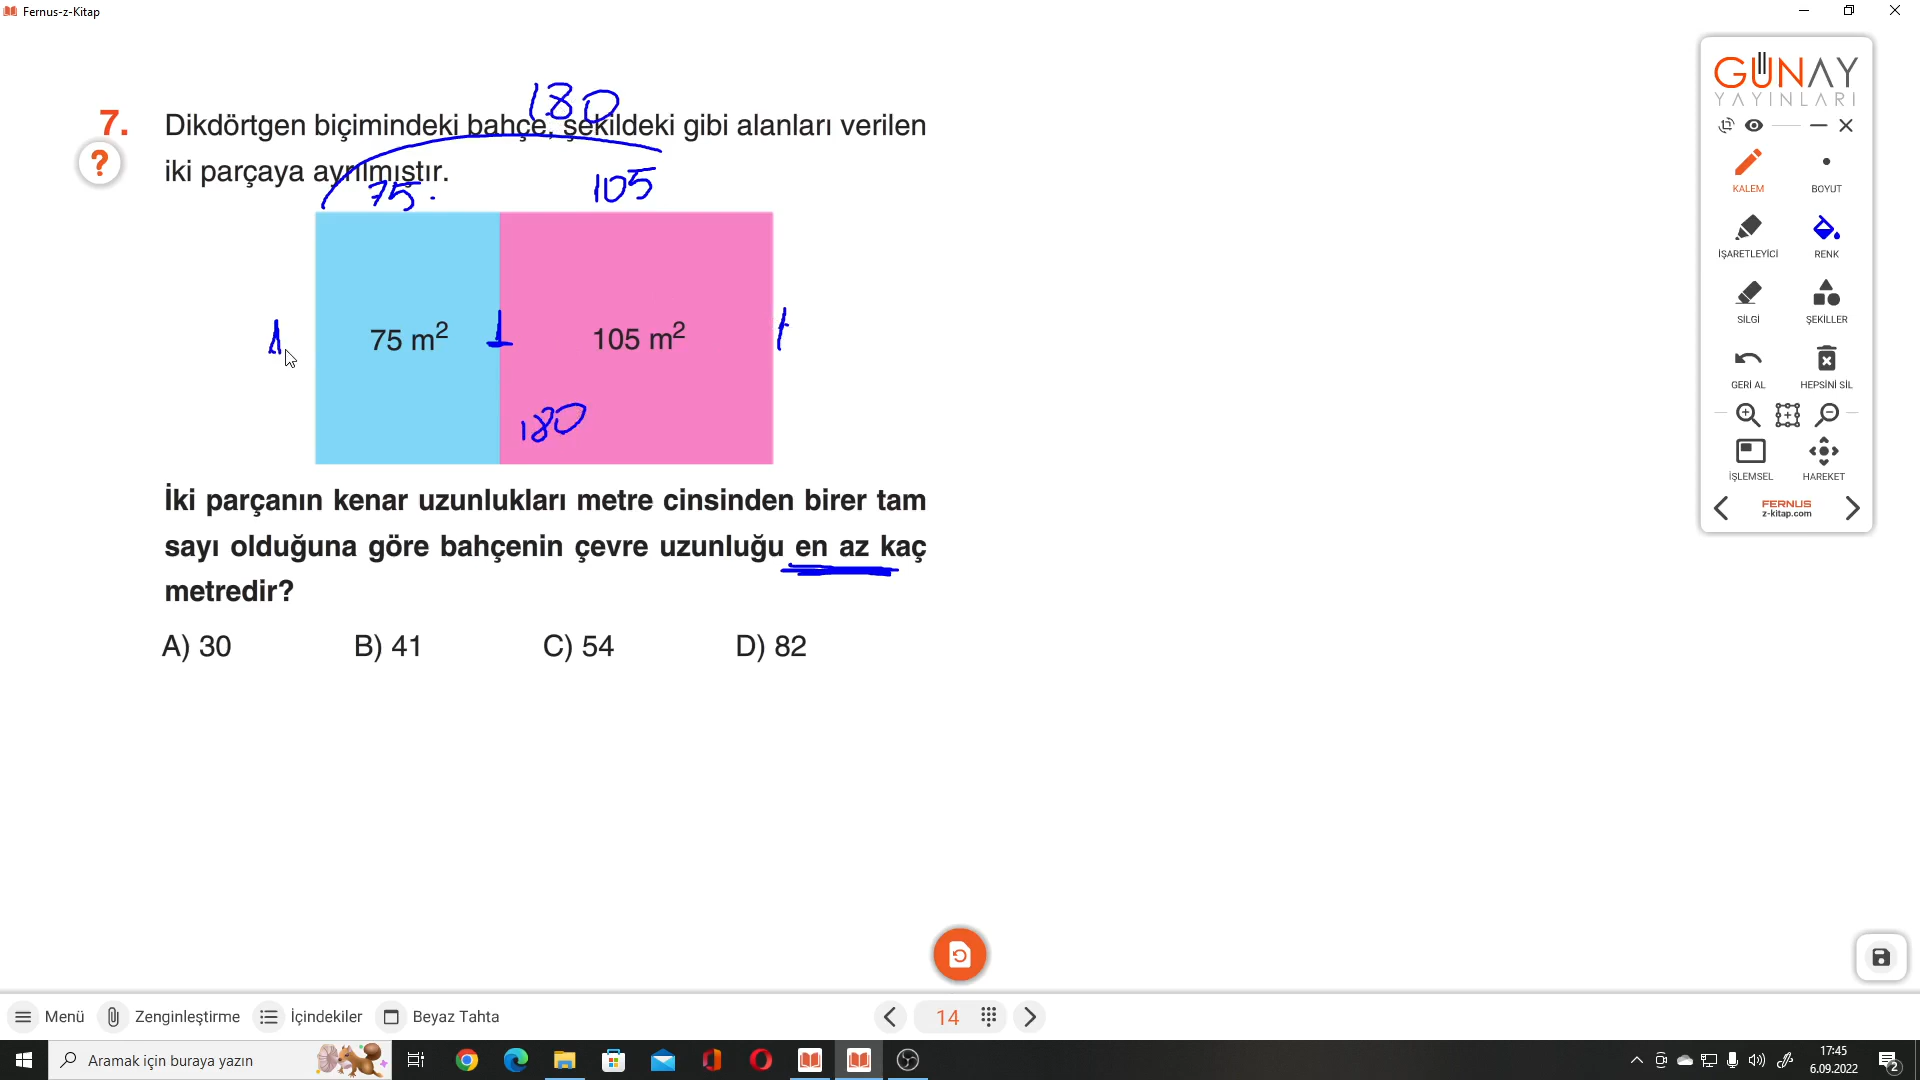 Fernus-z-Kitap
GÜNAY
YAYINLARI
180
7. Dikdörtgen biçimindeki bahçe, şekildeki gibi alanları verilen
? iki parçaya ayrılmıştır.
75. 105
1 75 m² 1 105 m² 1
180
İki parçanın kenar uzunlukları metre cinsinden birer tam
sayı olduğuna göre bahçenin çevre uzunluğu en az kaç
metredir?
A) 30 B) 41 C) 54 D) 82
KALEM BOYUT
İŞARETLEYİCİ RENK
SİLGİ ŞEKİLLER
GERİ AL HEPSİNİ SİL
İŞLEMSEL HAREKET
FERNUS
z-kitap.com
Menü Zenginleştirme İçindekiler Beyaz Tahta 14
Aramak için buraya yazın
17:45
6.09.2022
2